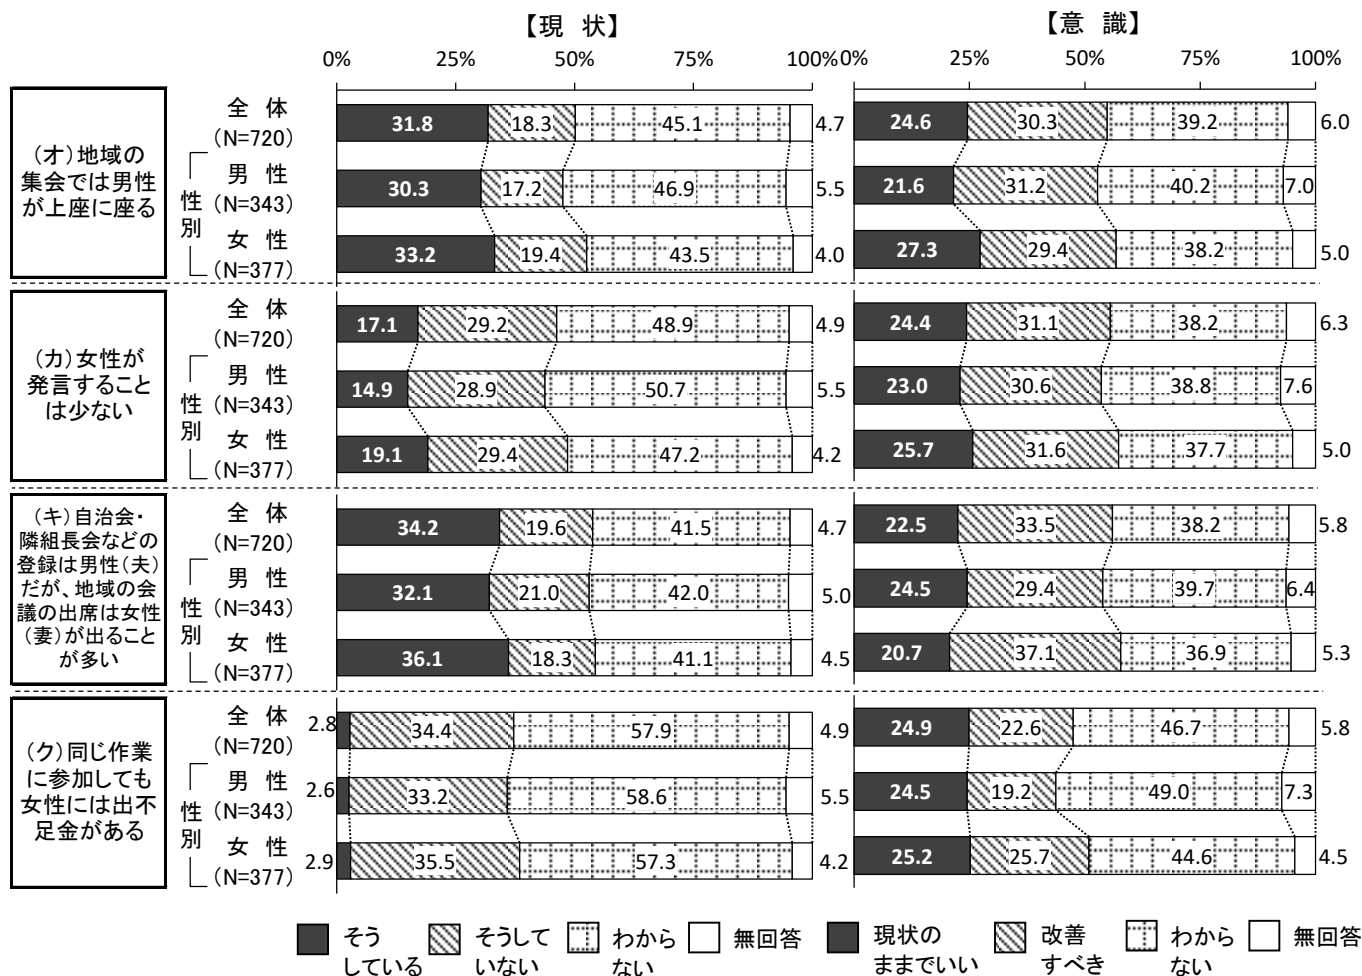 【現 状】 【意 識】
0% 25% 50% 75% 100% 0% 25% 50% 75% 100%
(オ)地域の
集会では男性
が上座に座る
性別
全 体
(N=720)
31.8 18.3 45.1 4.7 24.6 30.3 39.2 6.0
男 性
(N=343)
30.3 17.2 46.9 5.5 21.6 31.2 40.2 7.0
女 性
(N=377)
33.2 19.4 43.5 4.0 27.3 29.4 38.2 5.0
(カ)女性が
発言すること
は少ない
性別
全 体
(N=720)
17.1 29.2 48.9 4.9 24.4 31.1 38.2 6.3
男 性
(N=343)
14.9 28.9 50.7 5.5 23.0 30.6 38.8 7.6
女 性
(N=377)
19.1 29.4 47.2 4.2 25.7 31.6 37.7 5.0
(キ)自治会・
隣組長会などの
登録は男性(夫)
だが、地域の会
議の出席は女性
(妻)が出ること
が多い
性別
全 体
(N=720)
34.2 19.6 41.5 4.7 22.5 33.5 38.2 5.8
男 性
(N=343)
32.1 21.0 42.0 5.0 24.5 29.4 39.7 6.4
女 性
(N=377)
36.1 18.3 41.1 4.5 20.7 37.1 36.9 5.3
(ク)同じ作業
に参加しても
女性には出不
足金がある
性別
全 体
(N=720)
2.8 34.4 57.9 4.9 24.9 22.6 46.7 5.8
男 性
(N=343)
2.6 33.2 58.6 5.5 24.5 19.2 49.0 7.3
女 性
(N=377)
2.9 35.5 57.3 4.2 25.2 25.7 44.6 4.5
そう
している
そうして
いない
わから
ない
無回答
現状の
ままでいい
改善
すべき
わから
ない
無回答